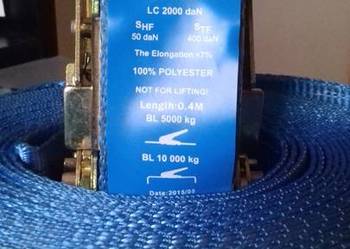 LC 2000 daN
SHF STF
50 daN 400 daN
The Elongation <7%
100% POLYESTER
NOT FOR LIFTING!
Length:0.4M
BL 5000 kg
BL 10 000 kg
Date:2015/05